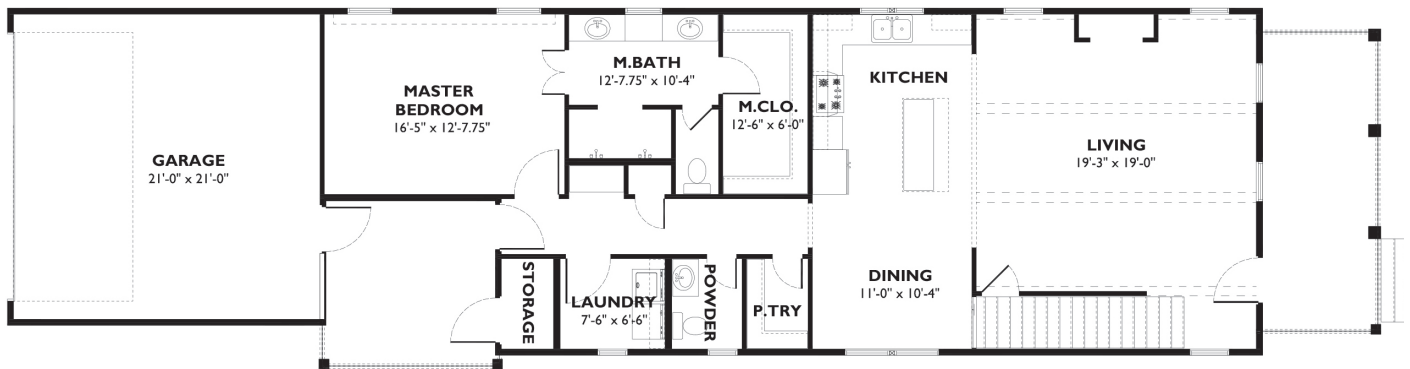 GARAGE
21'-0" x 21'-0"
MASTER
BEDROOM
16'-5" x 12'-7.75"
M.BATH
12'-7.75" x 10'-4"
M.CLO.
12'-6" x 6'-0"
KITCHEN
LIVING
19'-3" x 19'-0"
STORAGE
LAUNDRY
7'-6" x 6'-6"
POWDER
P.TRY
DINING
11'-0" x 10'-4"